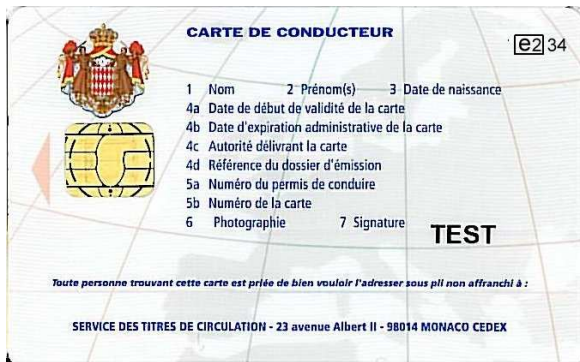 CARTE DE CONDUCTEUR
e2 34
1 Nom 2 Prénom(s) 3 Date de naissance
4a Date de début de validité de la carte
4b Date d'expiration administrative de la carte
4c Autorité délivrant la carte
4d Référence du dossier d'émission
5a Numéro du permis de conduire
5b Numéro de la carte
6 Photographie 7 Signature
TEST
Toute personne trouvant cette carte est priée de bien vouloir l'adresser sous pli non affranchi à :
SERVICE DES TITRES DE CIRCULATION - 23 avenue Albert II - 98014 MONACO CEDEX